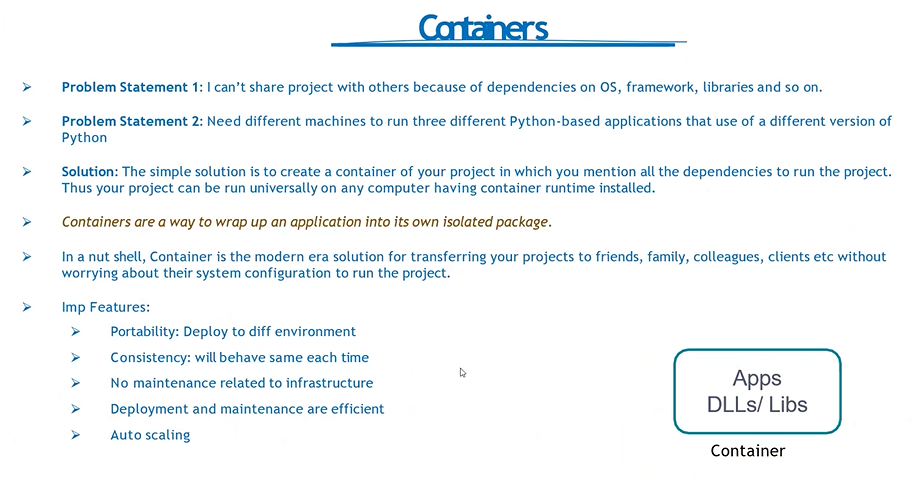 Containers
Problem Statement 1: I can't share project with others because of dependencies on OS, framework, libraries and so on.
Problem Statement 2: Need different machines to run three different Python-based applications that use of a different version of
Python
Solution: The simple solution is to create a container of your project in which you mention all the dependencies to run the project.
Thus your project can be run universally on any computer having container runtime installed.
Containers are a way to wrap up an application into its own isolated package.
In a nut shell, Container is the modern era solution for transferring your projects to friends, family, colleagues, clients etc without
worrying about their system configuration to run the project.
Imp Features:
Portability: Deploy to diff environment
Consistency: will behave same each time
No maintenance related to infrastructure
Deployment and maintenance are efficient
Auto scaling
Apps
DLLs/ Libs
Container